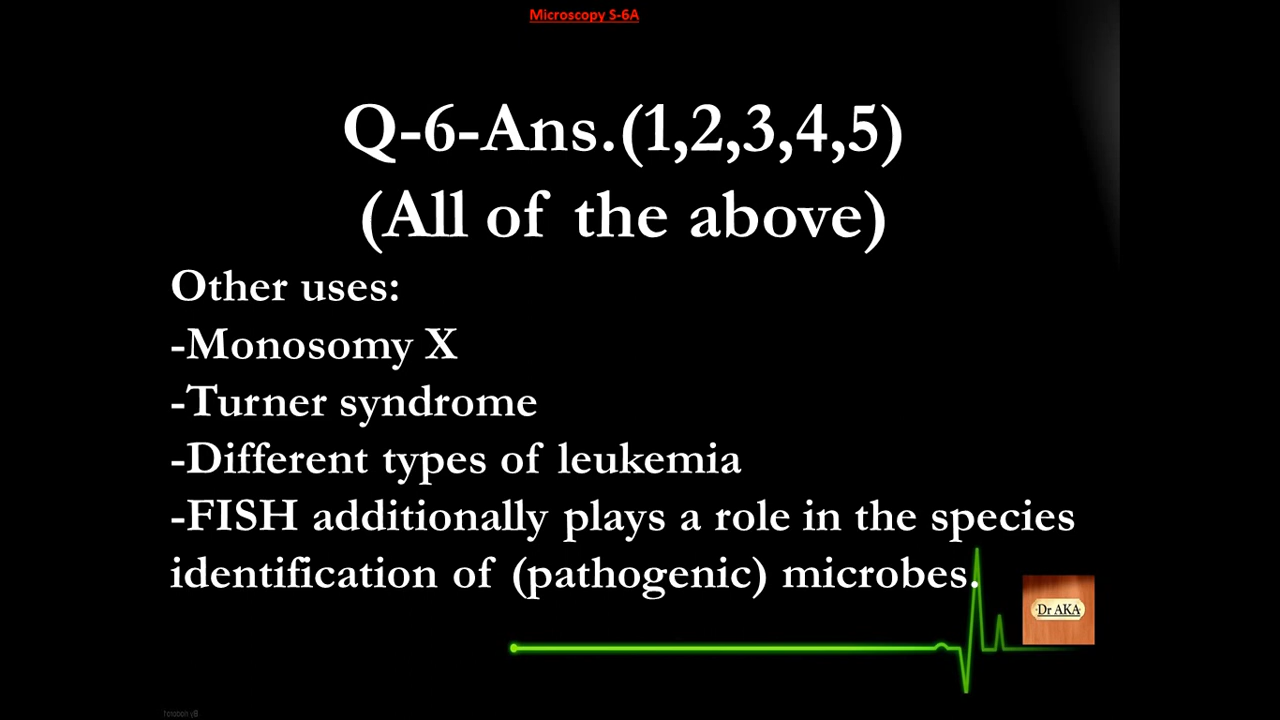 Microscopy S-6A
Q-6-Ans.(1,2,3,4,5)
(All of the above)
Other uses:
-Monosomy X
-Turner syndrome
-Different types of leukemia
-FISH additionally plays a role in the species
identification of (pathogenic) microbes.
Dr AKA